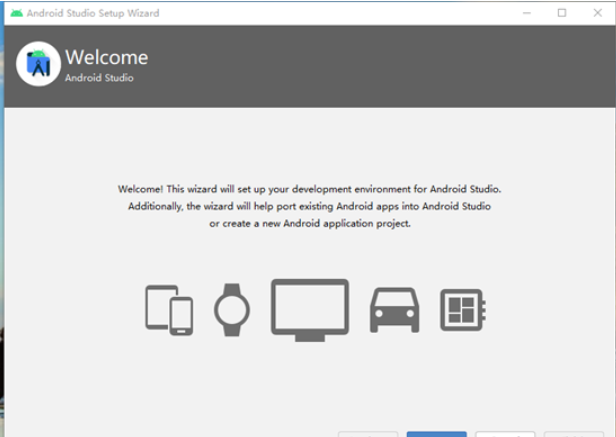 Android Studio Setup Wizard
Welcome
Android Studio
Welcome! This wizard will set up your development environment for Android Studio.
Additionally, the wizard will help port existing Android apps into Android Studio
or create a new Android application project.